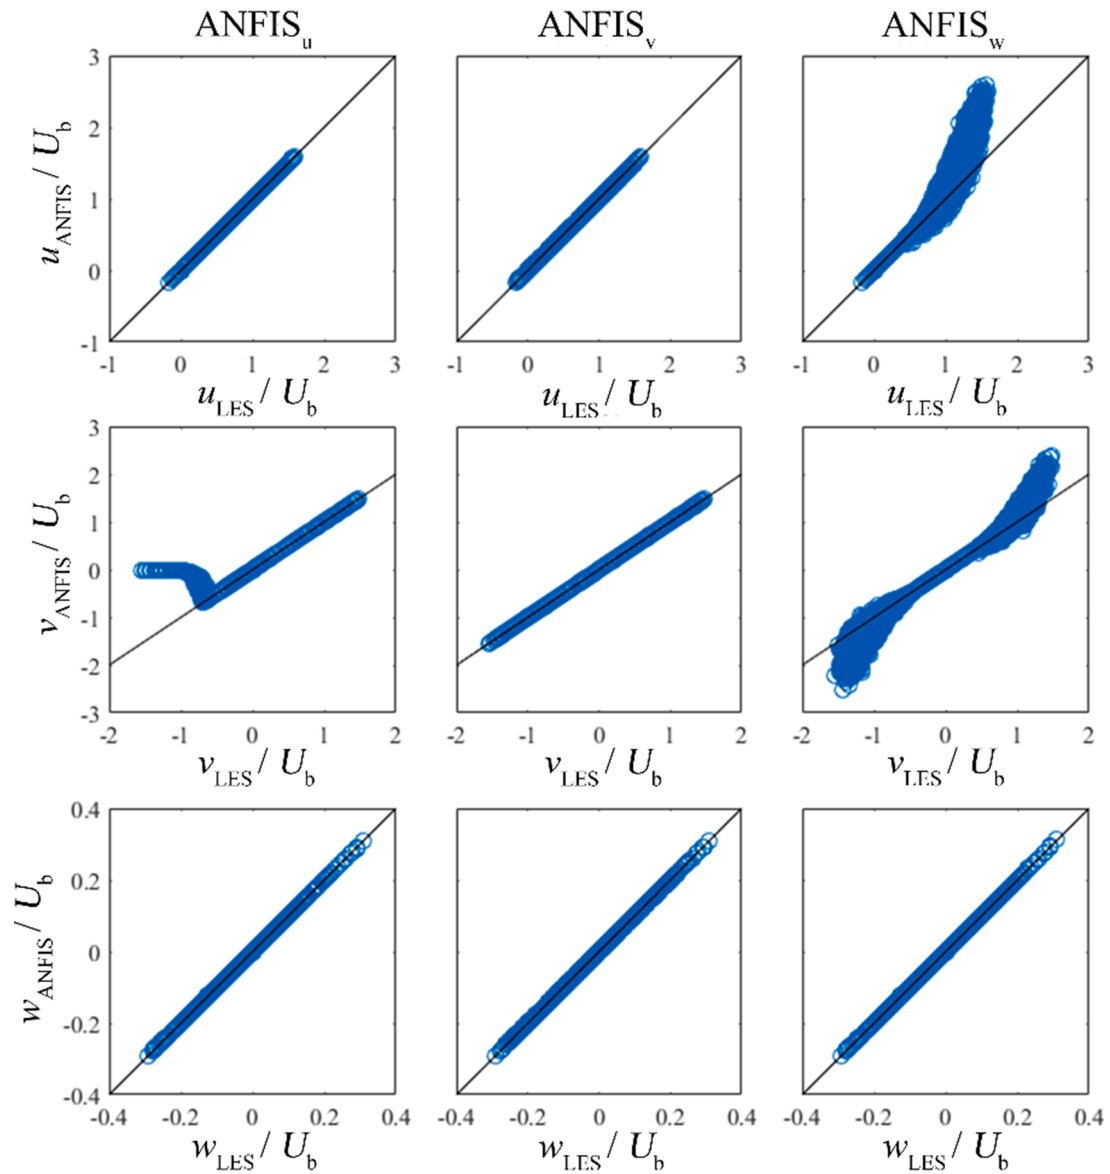 ANFISu ANFISv ANFISw
3
2
1
0
-1
uANFIS / Ub
-1 0 1 2 3 -1 0 1 2 3 -1 0 1 2 3
uLES / Ub uLES / Ub uLES / Ub
3
2
1
0
-1
-2
-3
vANFIS / Ub
-2 -1 0 1 2 -2 -1 0 1 2 -2 -1 0 1 2
vLES / Ub vLES / Ub vLES / Ub
0.4
0.2
0
-0.2
-0.4
wANFIS / Ub
-0.4 -0.2 0 0.2 0.4 -0.4 -0.2 0 0.2 0.4 -0.4 -0.2 0 0.2 0.4
wLES / Ub wLES / Ub wLES / Ub